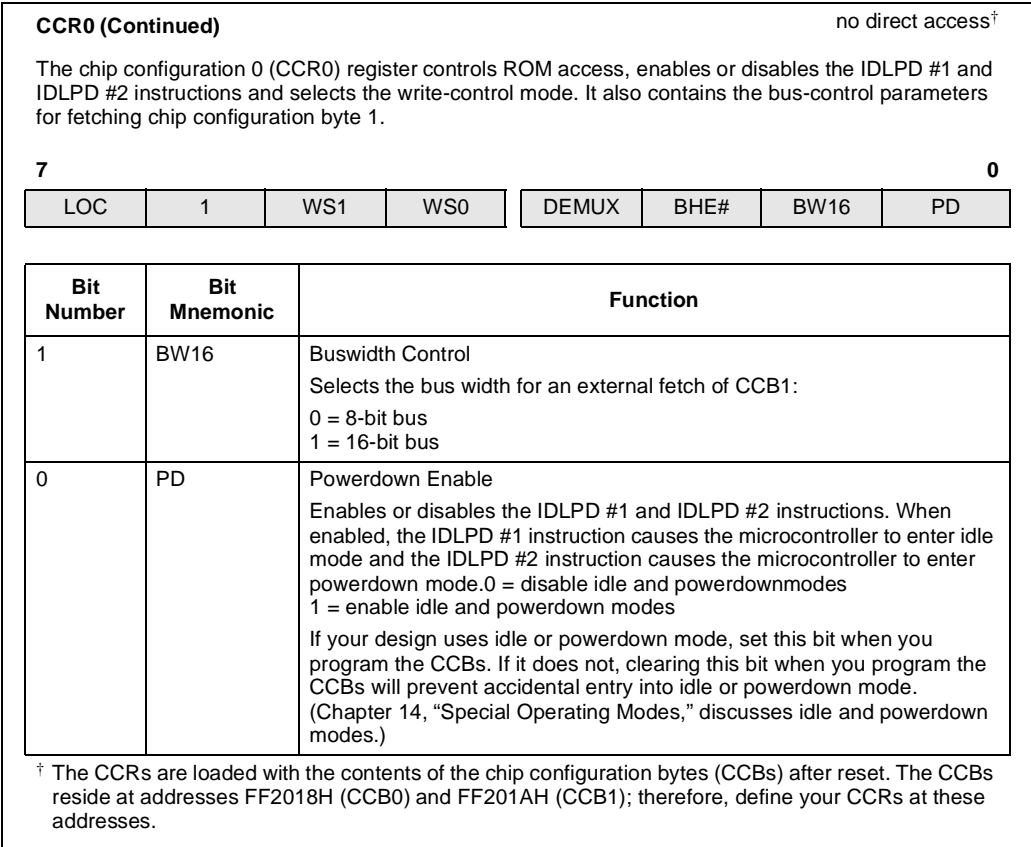 CCR0 (Continued)
no direct access†
The chip configuration 0 (CCR0) register controls ROM access, enables or disables the IDLPD #1 and
IDLPD #2 instructions and selects the write-control mode. It also contains the bus-control parameters
for fetching chip configuration byte 1.
7 0
LOC 1 WS1 WS0 DEMUX BHE# BW16 PD
Bit Number Bit Mnemonic Function
1 BW16 Buswidth Control
Selects the bus width for an external fetch of CCB1:
0 = 8-bit bus
1 = 16-bit bus
0 PD Powerdown Enable
Enables or disables the IDLPD #1 and IDLPD #2 instructions. When
enabled, the IDLPD #1 instruction causes the microcontroller to enter idle
mode and the IDLPD #2 instruction causes the microcontroller to enter
powerdown mode.0 = disable idle and powerdownmodes
1 = enable idle and powerdown modes
If your design uses idle or powerdown mode, set this bit when you
program the CCBs. If it does not, clearing this bit when you program the
CCBs will prevent accidental entry into idle or powerdown mode.
(Chapter 14, “Special Operating Modes,” discusses idle and powerdown
modes.)
† The CCRs are loaded with the contents of the chip configuration bytes (CCBs) after reset. The CCBs
reside at addresses FF2018H (CCB0) and FF201AH (CCB1); therefore, define your CCRs at these
addresses.